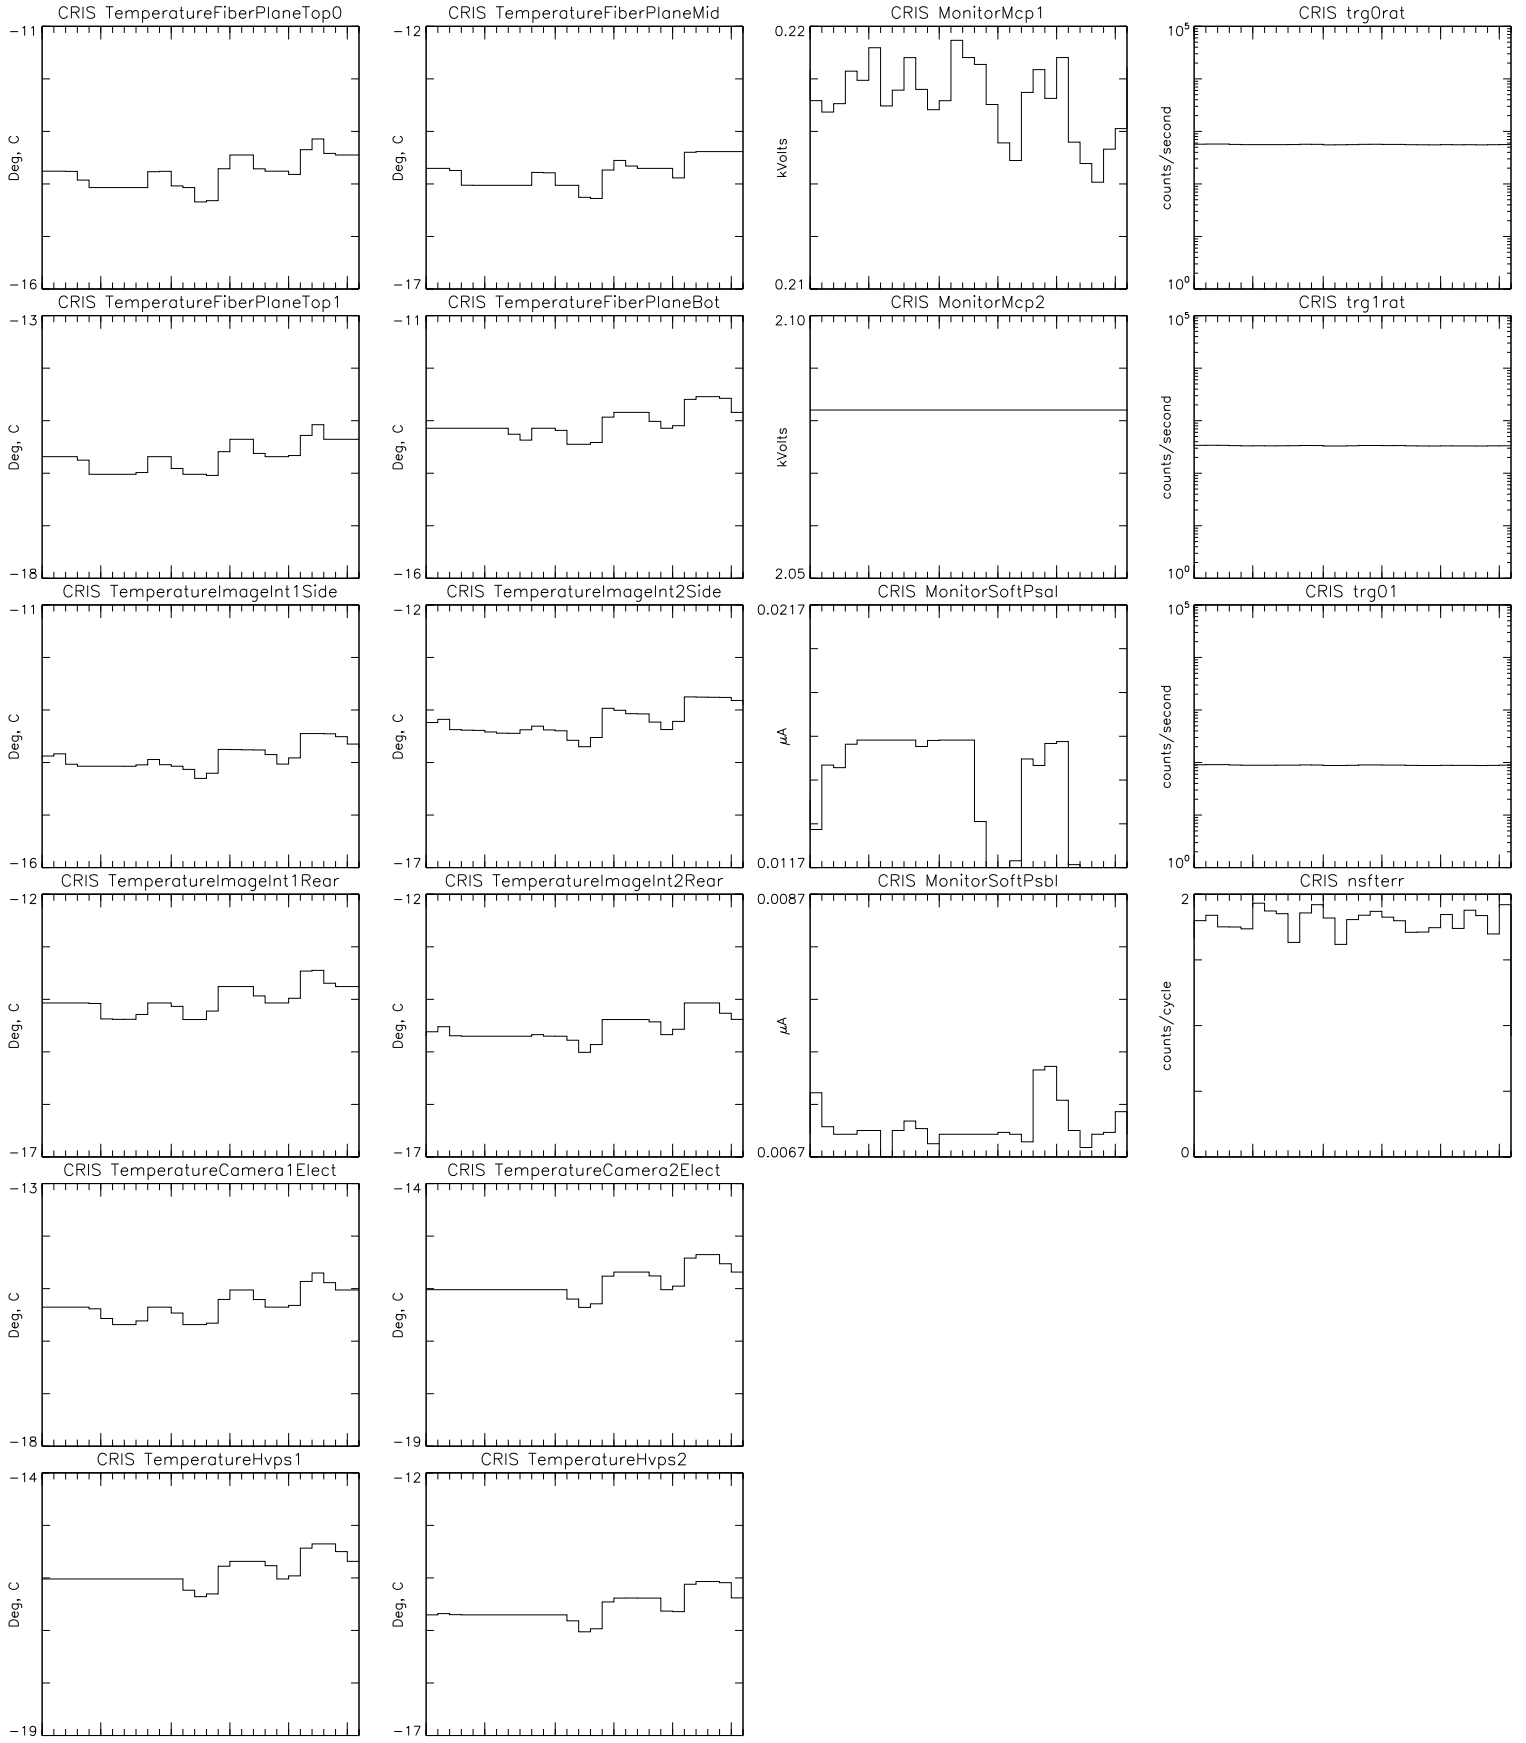 CRIS TemperatureFiberPlaneTop0
-11
Deg, C
-16
CRIS TemperatureFiberPlaneMid
-12
Deg, C
-17
CRIS MonitorMcp1
0.22
kVolts
0.21
CRIS trg0rat
10^5
counts/second
10^0
CRIS TemperatureFiberPlaneTop1
-13
Deg, C
-18
CRIS TemperatureFiberPlaneBot
-11
Deg, C
-16
CRIS MonitorMcp2
2.10
kVolts
2.05
CRIS trg1rat
10^5
counts/second
10^0
CRIS TemperatureImageInt1Side
-11
Deg, C
-16
CRIS TemperatureImageInt2Side
-12
Deg, C
-17
CRIS MonitorSoftPsaI
0.0217
μA
0.0117
CRIS trg01
10^5
counts/second
10^0
CRIS TemperatureImageInt1Rear
-12
Deg, C
-17
CRIS TemperatureImageInt2Rear
-12
Deg, C
-17
CRIS MonitorSoftPsbI
0.0087
μA
0.0067
CRIS nsfterr
2
counts/cycle
0
CRIS TemperatureCamera1Elect
-13
Deg, C
-18
CRIS TemperatureCamera2Elect
-14
Deg, C
-19
CRIS TemperatureHvps1
-14
Deg, C
-19
CRIS TemperatureHvps2
-12
Deg, C
-17